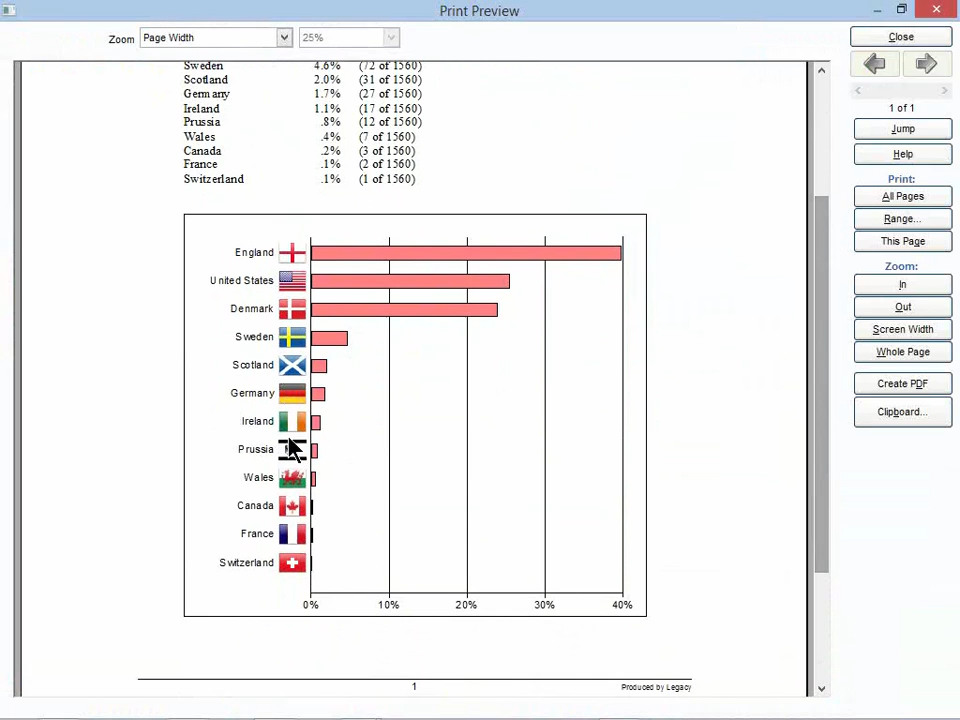 Print Preview
Zoom Page Width 25%
Close
1 of 1
Jump
Help
Print:
All Pages
Range...
This Page
Zoom:
In
Out
Screen Width
Whole Page
Create PDF
Clipboard...
Sweden 4.6% (72 of 1560)
Scotland 2.0% (31 of 1560)
Germany 1.7% (27 of 1560)
Ireland 1.1% (17 of 1560)
Prussia .8% (12 of 1560)
Wales .4% (7 of 1560)
Canada .2% (3 of 1560)
France .1% (2 of 1560)
Switzerland .1% (1 of 1560)
England
United States
Denmark
Sweden
Scotland
Germany
Ireland
Prussia
Wales
Canada
France
Switzerland
0% 10% 20% 30% 40%
1 Produced by Legacy